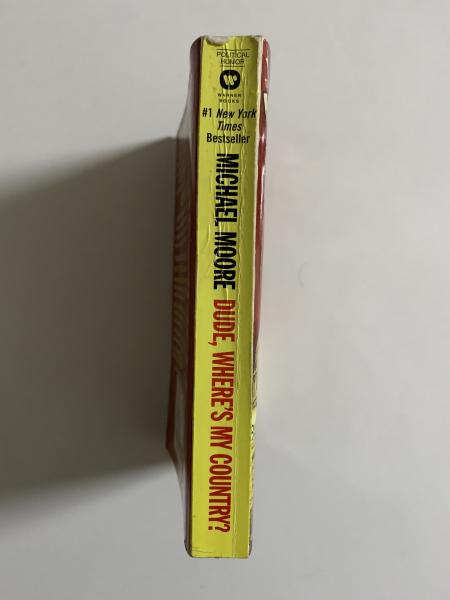 POLITICAL
HUMOR
WARNER
BOOKS
#1 New York
Times
Bestseller
MICHAEL MOORE DUDE, WHERE'S MY COUNTRY?